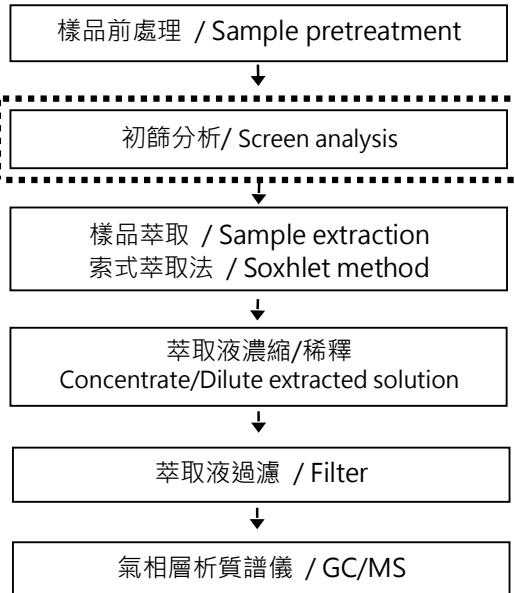 樣品前處理 / Sample pretreatment
初篩分析/ Screen analysis
樣品萃取 / Sample extraction
索式萃取法 / Soxhlet method
萃取液濃縮/稀釋
Concentrate/Dilute extracted solution
萃取液過濾 / Filter
氣相層析質譜儀 / GC/MS